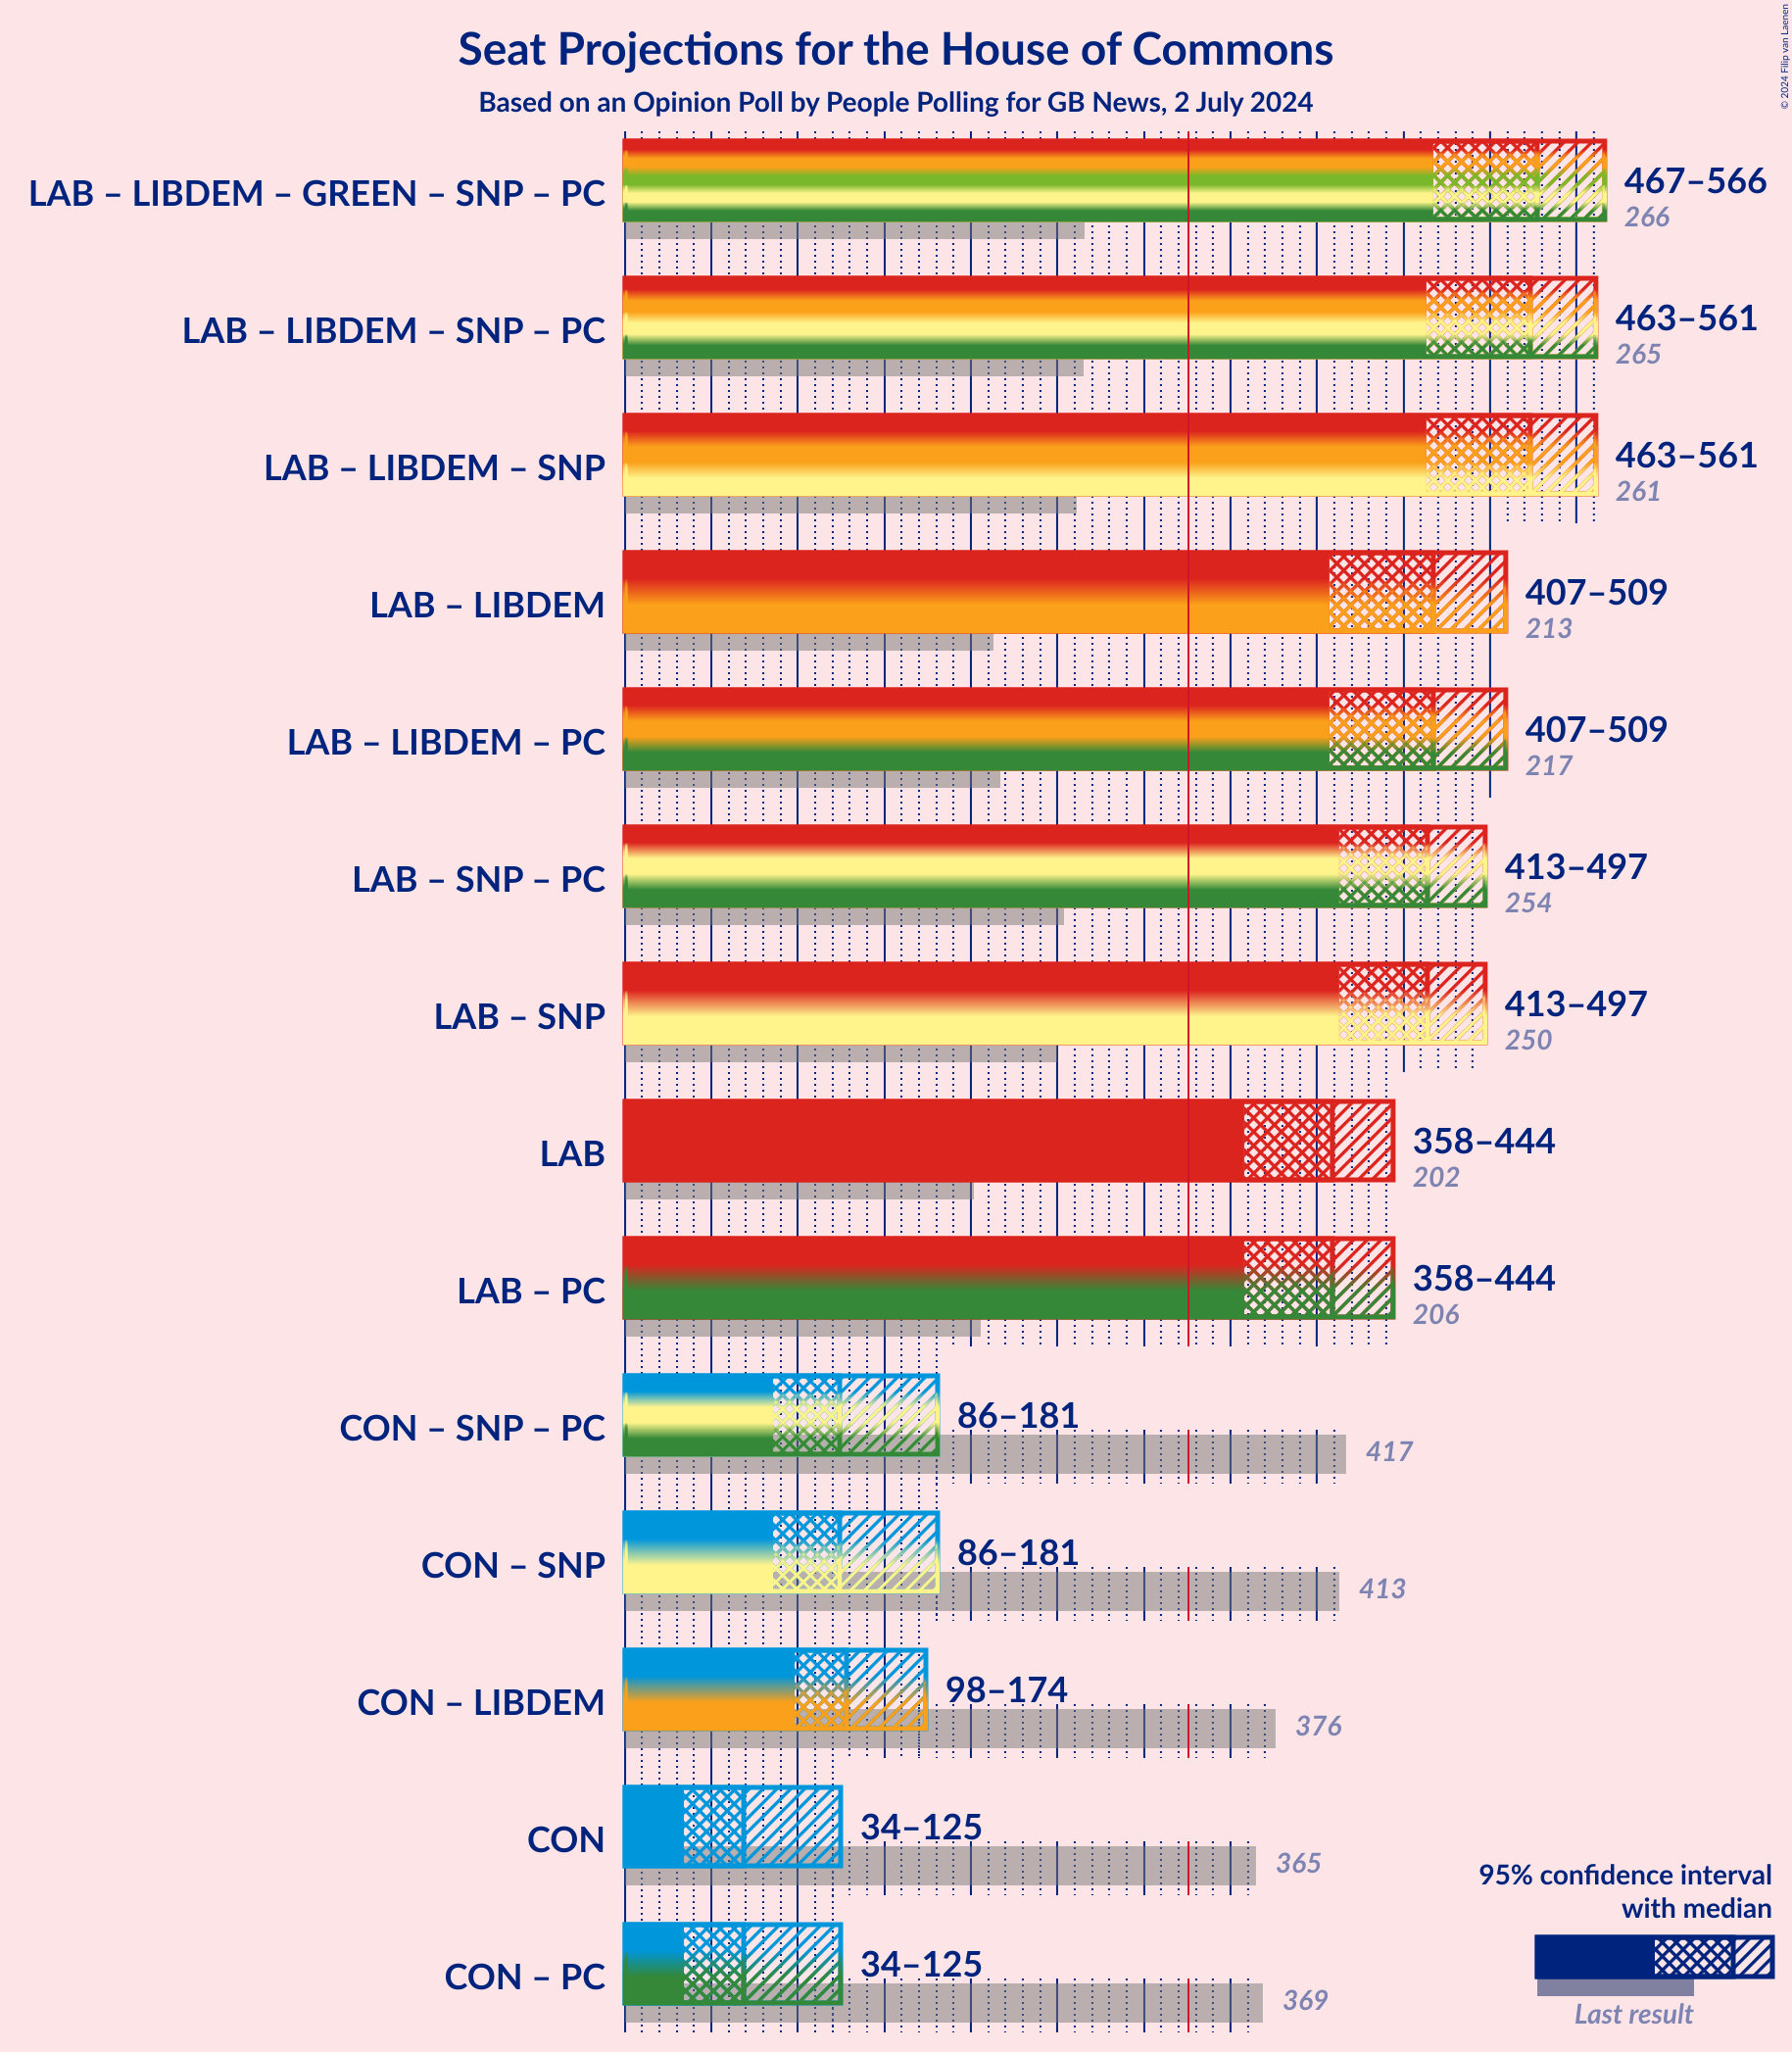 Seat Projections for the House of Commons
Based on an Opinion Poll by People Polling for GB News, 2 July 2024
© 2024 Filip van Laenen
LAB – LIBDEM – GREEN – SNP – PC
467–566
266
LAB – LIBDEM – SNP – PC
463–561
265
LAB – LIBDEM – SNP
463–561
261
LAB – LIBDEM
407–509
213
LAB – LIBDEM – PC
407–509
217
LAB – SNP – PC
413–497
254
LAB – SNP
413–497
250
LAB
358–444
202
LAB – PC
358–444
206
CON – SNP – PC
86–181
417
CON – SNP
86–181
413
CON – LIBDEM
98–174
376
CON
34–125
365
CON – PC
34–125
369
95% confidence interval
with median
Last result